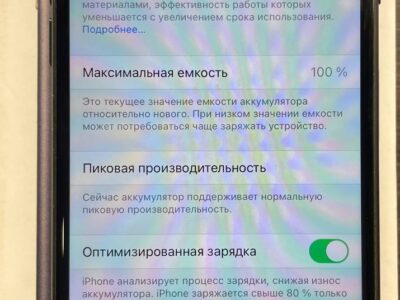 материалами, эффективность работы которых
уменьшается с увеличением срока использования.
Подробнее...
Максимальная емкость 100 %
Это текущее значение емкости аккумулятора
относительно нового. При низком значении емкости
может потребоваться чаще заряжать устройство.
Пиковая производительность
Сейчас аккумулятор поддерживает нормальную
пиковую производительность.
Оптимизированная зарядка
iPhone анализирует процесс зарядки, снижая износ
аккумулятора. iPhone заряжается свыше 80 % только